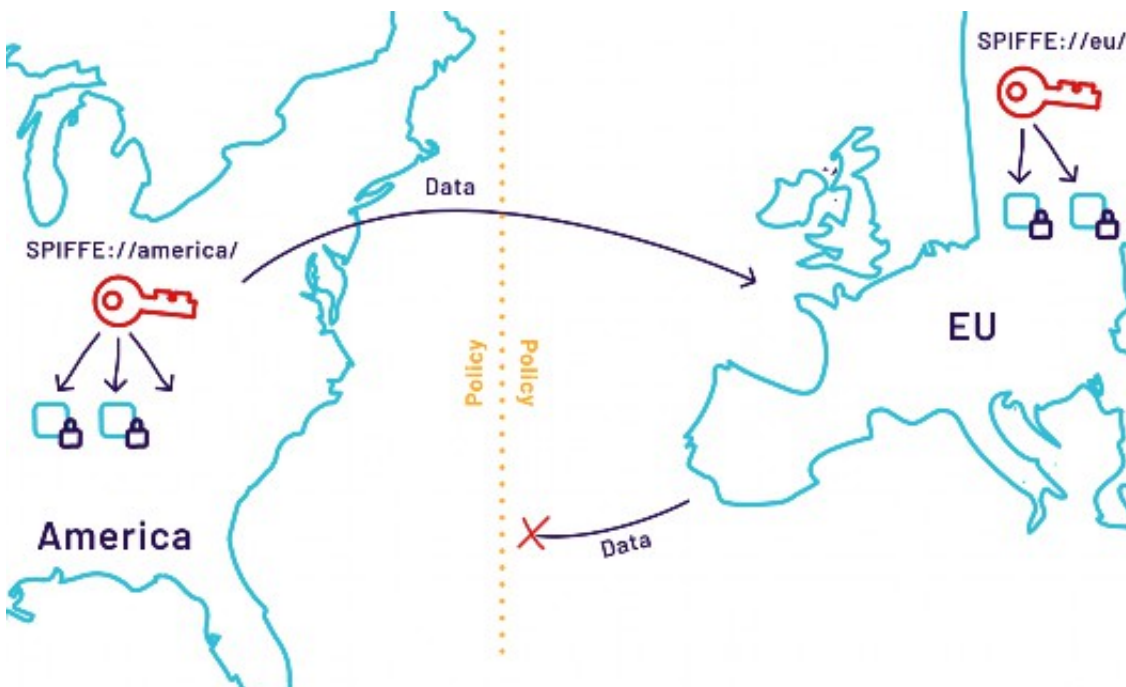 SPIFFE://eu/
Data
SPIFFE://america/
EU
Policy
Policy
America
Data